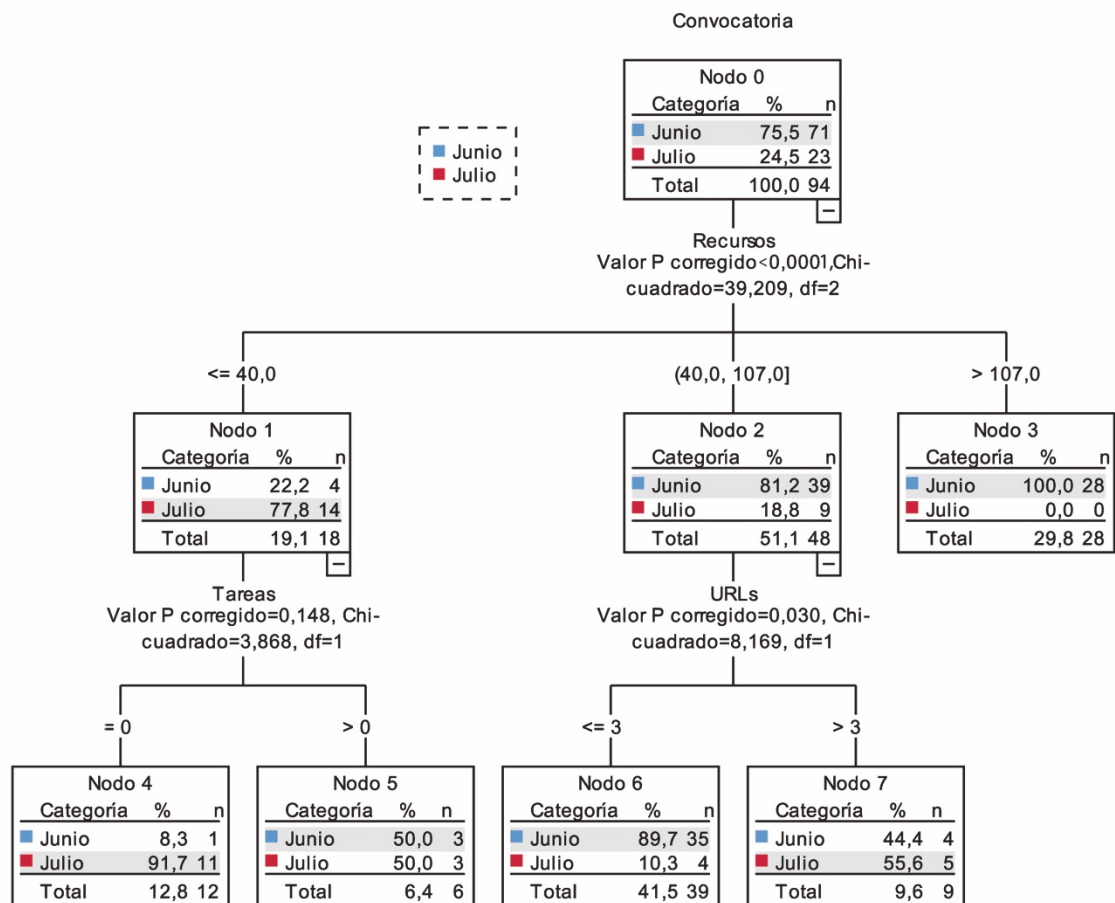 Convocatoria
Nodo 0
Categoría % n
Junio 75,5 71
Julio 24,5 23
Total 100,0 94
Junio
Julio
Recursos
Valor P corregido<0,0001,Chi-
cuadrado=39,209, df=2
<= 40,0
(40,0, 107,0]
> 107,0
Nodo 1
Categoría % n
Junio 22,2 4
Julio 77,8 14
Total 19,1 18
Nodo 2
Categoría % n
Junio 81,2 39
Julio 18,8 9
Total 51,1 48
Nodo 3
Categoría % n
Junio 100,0 28
Julio 0,0 0
Total 29,8 28
Tareas
Valor P corregido=0,148, Chi-
cuadrado=3,868, df=1
URLs
Valor P corregido=0,030, Chi-
cuadrado=8,169, df=1
= 0
> 0
<= 3
> 3
Nodo 4
Categoría % n
Junio 8,3 1
Julio 91,7 11
Total 12,8 12
Nodo 5
Categoría % n
Junio 50,0 3
Julio 50,0 3
Total 6,4 6
Nodo 6
Categoría % n
Junio 89,7 35
Julio 10,3 4
Total 41,5 39
Nodo 7
Categoría % n
Junio 44,4 4
Julio 55,6 5
Total 9,6 9